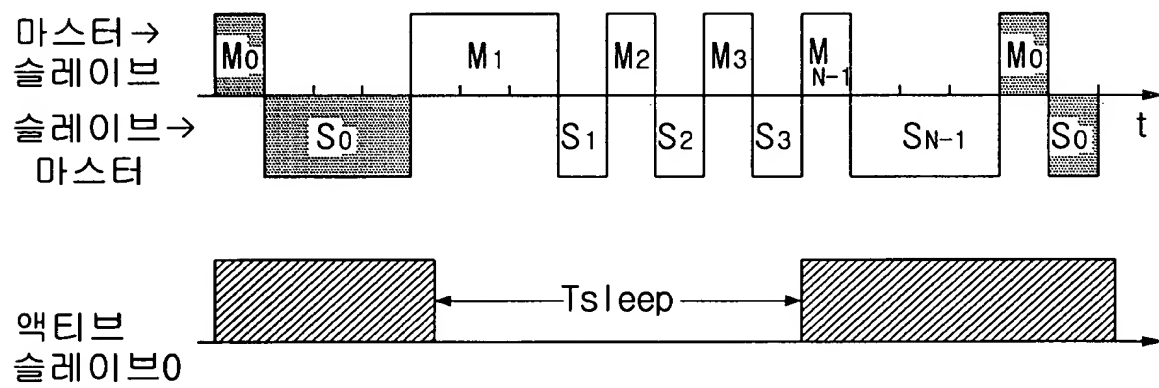 마스터→
슬레이브
M0 M1 M2 M3 M N-1 M0
슬레이브→
마스터
S0 S1 S2 S3 SN-1 S0
t
Tsleep
액티브
슬레이브0